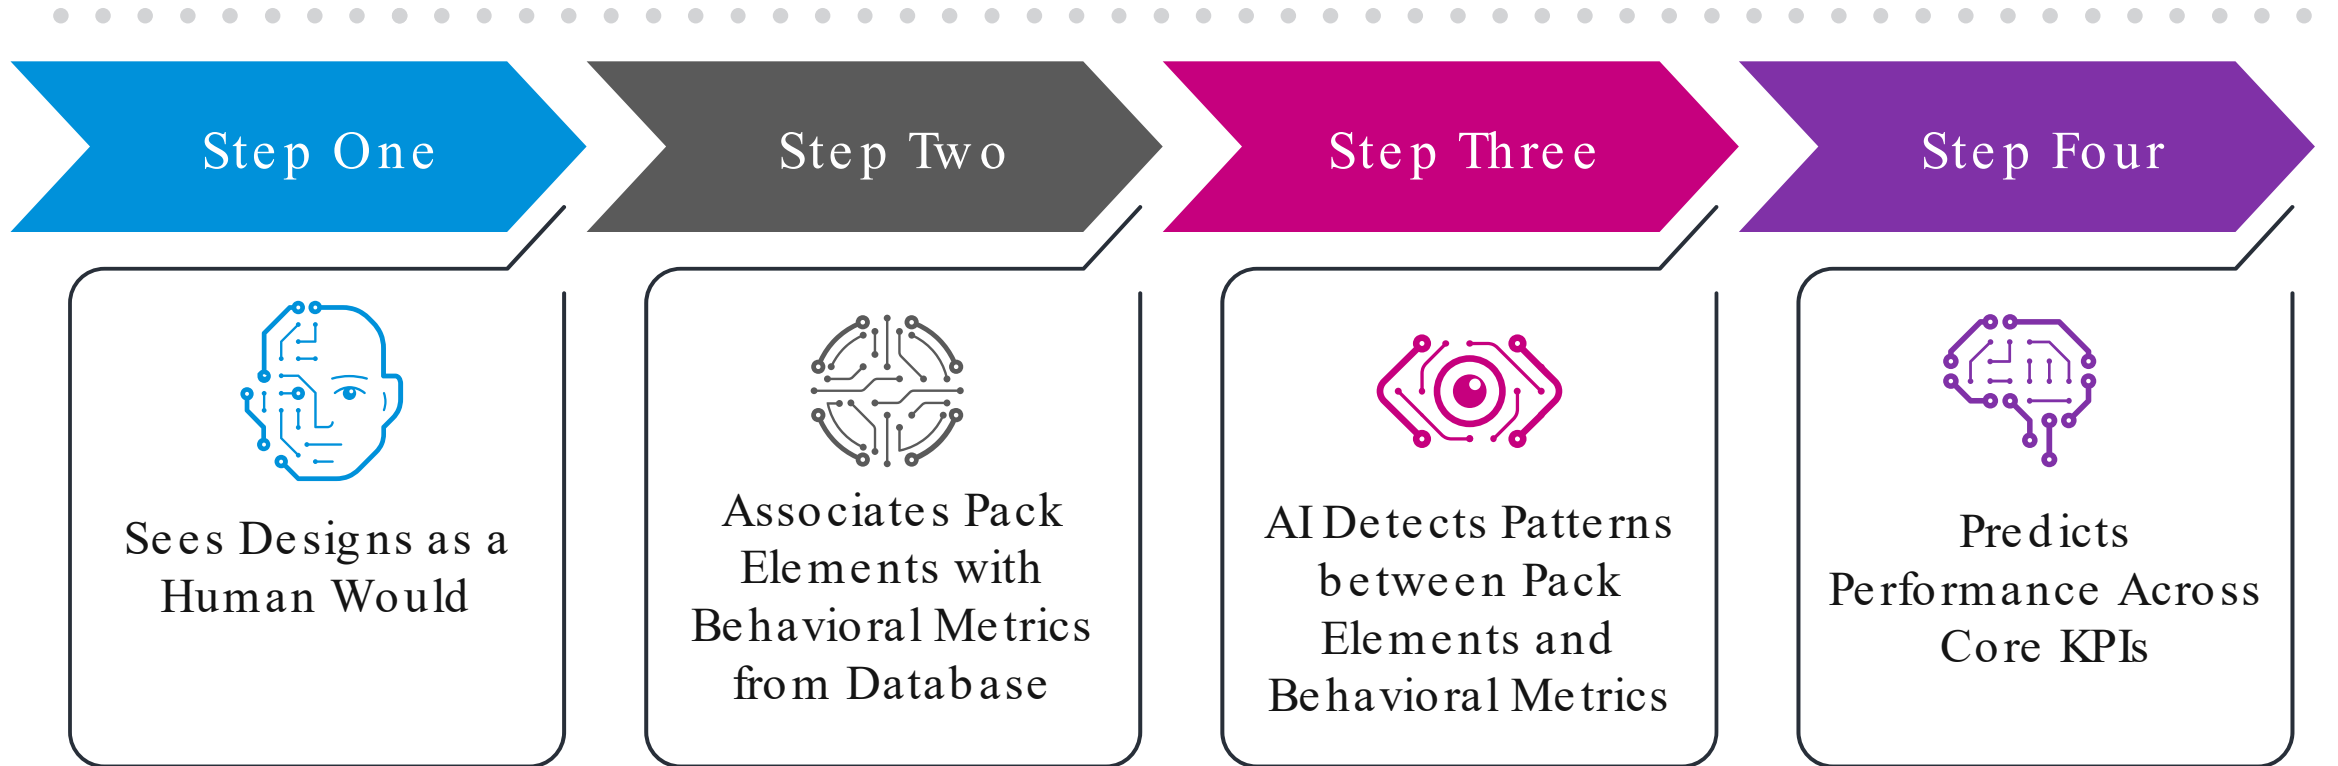 Step One
Step Two
Step Three
Step Four
Sees Designs as a
Human Would
Associates Pack
Elements with
Behavioral Metrics
from Database
AI Detects Patterns
between Pack
Elements and
Behavioral Metrics
Predicts
Performance Across
Core KPIs